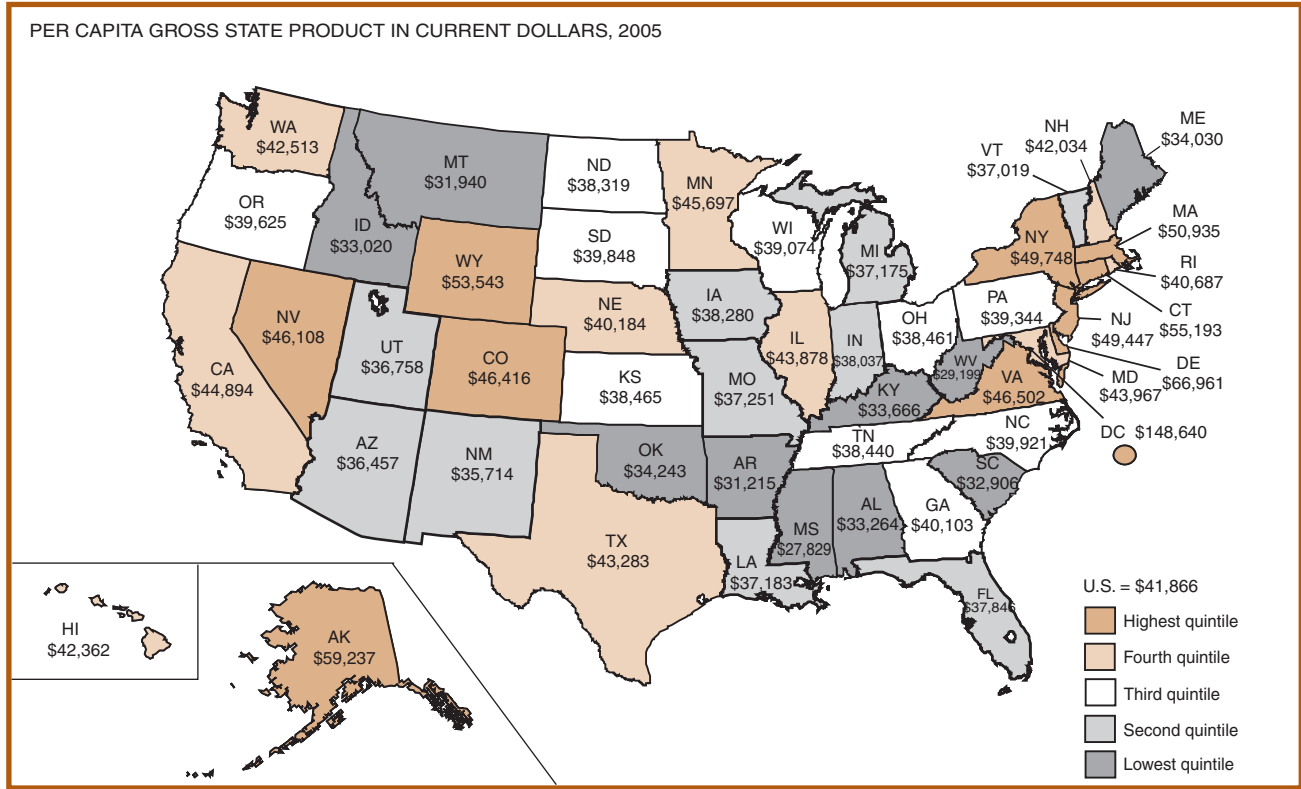 PER CAPITA GROSS STATE PRODUCT IN CURRENT DOLLARS, 2005
WA
$42,513
OR
$39,625
CA
$44,894
NV
$46,108
ID
$33,020
MT
$31,940
WY
$53,543
UT
$36,758
CO
$46,416
AZ
$36,457
NM
$35,714
ND
$38,319
SD
$39,848
NE
$40,184
KS
$38,465
OK
$34,243
TX
$43,283
MN
$45,697
IA
$38,280
MO
$37,251
AR
$31,215
LA
$37,183
WI
$39,074
IL
$43,878
MI
$37,175
IN
$38,037
OH
$38,461
KY
$33,666
TN
$38,440
MS
$27,829
AL
$33,264
GA
$40,103
FL
$37,846
SC
$32,906
NC
$39,921
VA
$46,502
WV
$29,199
PA
$39,344
NY
$49,748
VT
$37,019
NH
$42,034
ME
$34,030
MA
$50,935
RI
$40,687
CT
$55,193
NJ
$49,447
DE
$66,961
MD
$43,967
DC $148,640
HI
$42,362
AK
$59,237
U.S. = $41,866
Highest quintile
Fourth quintile
Third quintile
Second quintile
Lowest quintile